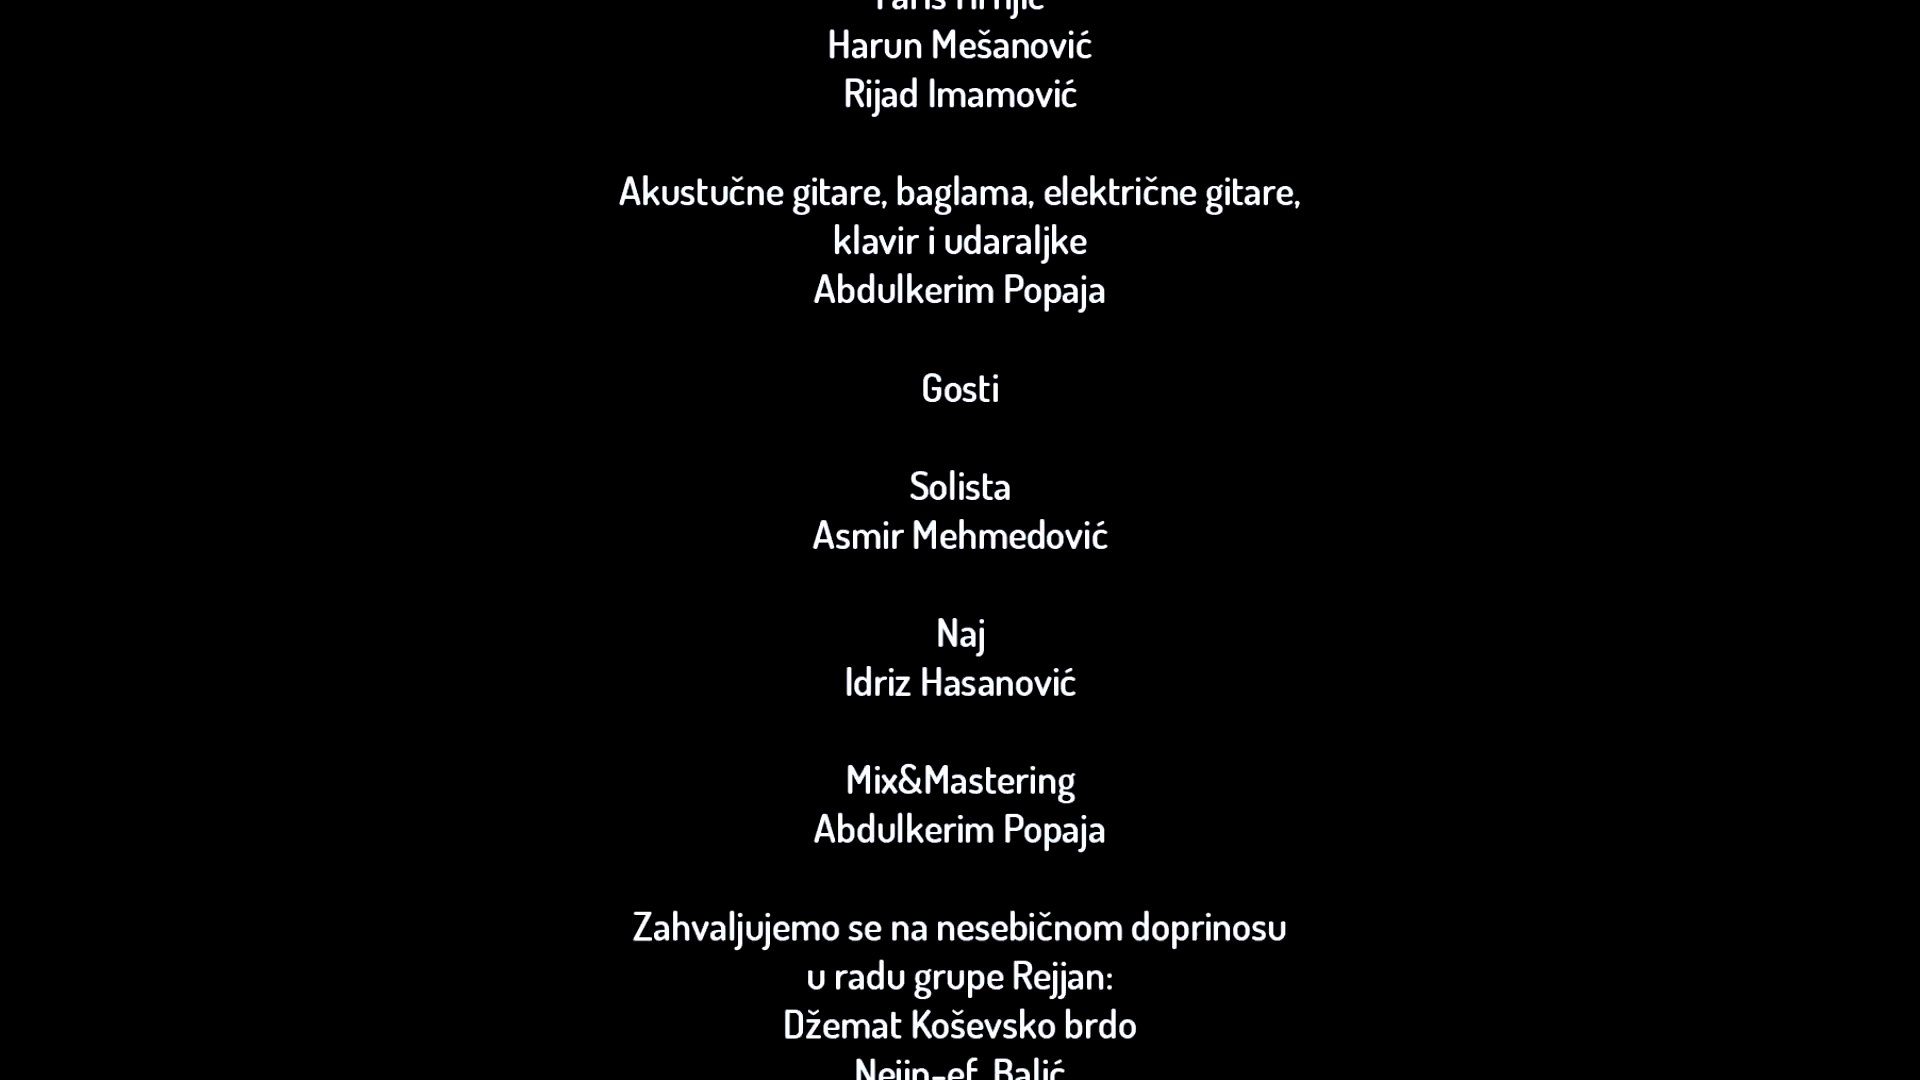 Harun Mešanović
Rijad Imamović
Akustučne gitare, baglama, električne gitare,
klavir i udaraljke
Abdulkerim Popaja
Gosti
Solista
Asmir Mehmedović
Naj
Idriz Hasanović
Mix&Mastering
Abdulkerim Popaja
Zahvaljujemo se na nesebičnom doprinosu
u radu grupe Rejjan:
Džemat Koševsko brdo
Balić